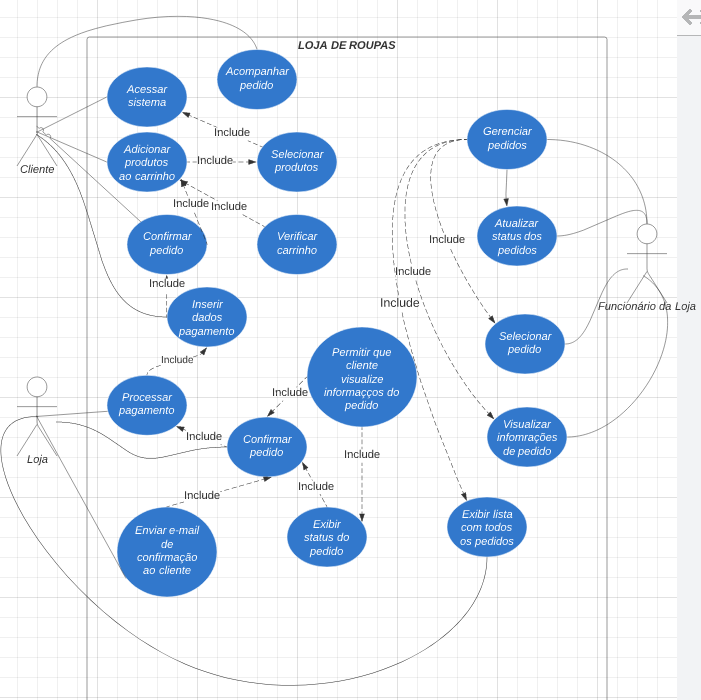 LOJA DE ROUPAS
Acompanhar
pedido
Acessar
sistema
Include
Gerenciar
pedidos
Cliente
Adicionar
produtos
ao carrinho
Include
Selecionar
produtos
Include
Include
Confirmar
pedido
Verificar
carrinho
Atualizar
status dos
pedidos
Include
Include
Include
Inserir
dados
pagamento
Include
Funcionário da Loja
Selecionar
pedido
Permitir que
cliente
visualize
informaçços do
pedido
Include
Processar
pagamento
Include
Loja
Include
Confirmar
pedido
Include
Visualizar
infomrações
de pedido
Include
Include
Enviar e-mail
de
confirmação
ao cliente
Exibir
status do
pedido
Exibir lista
com todos
os pedidos